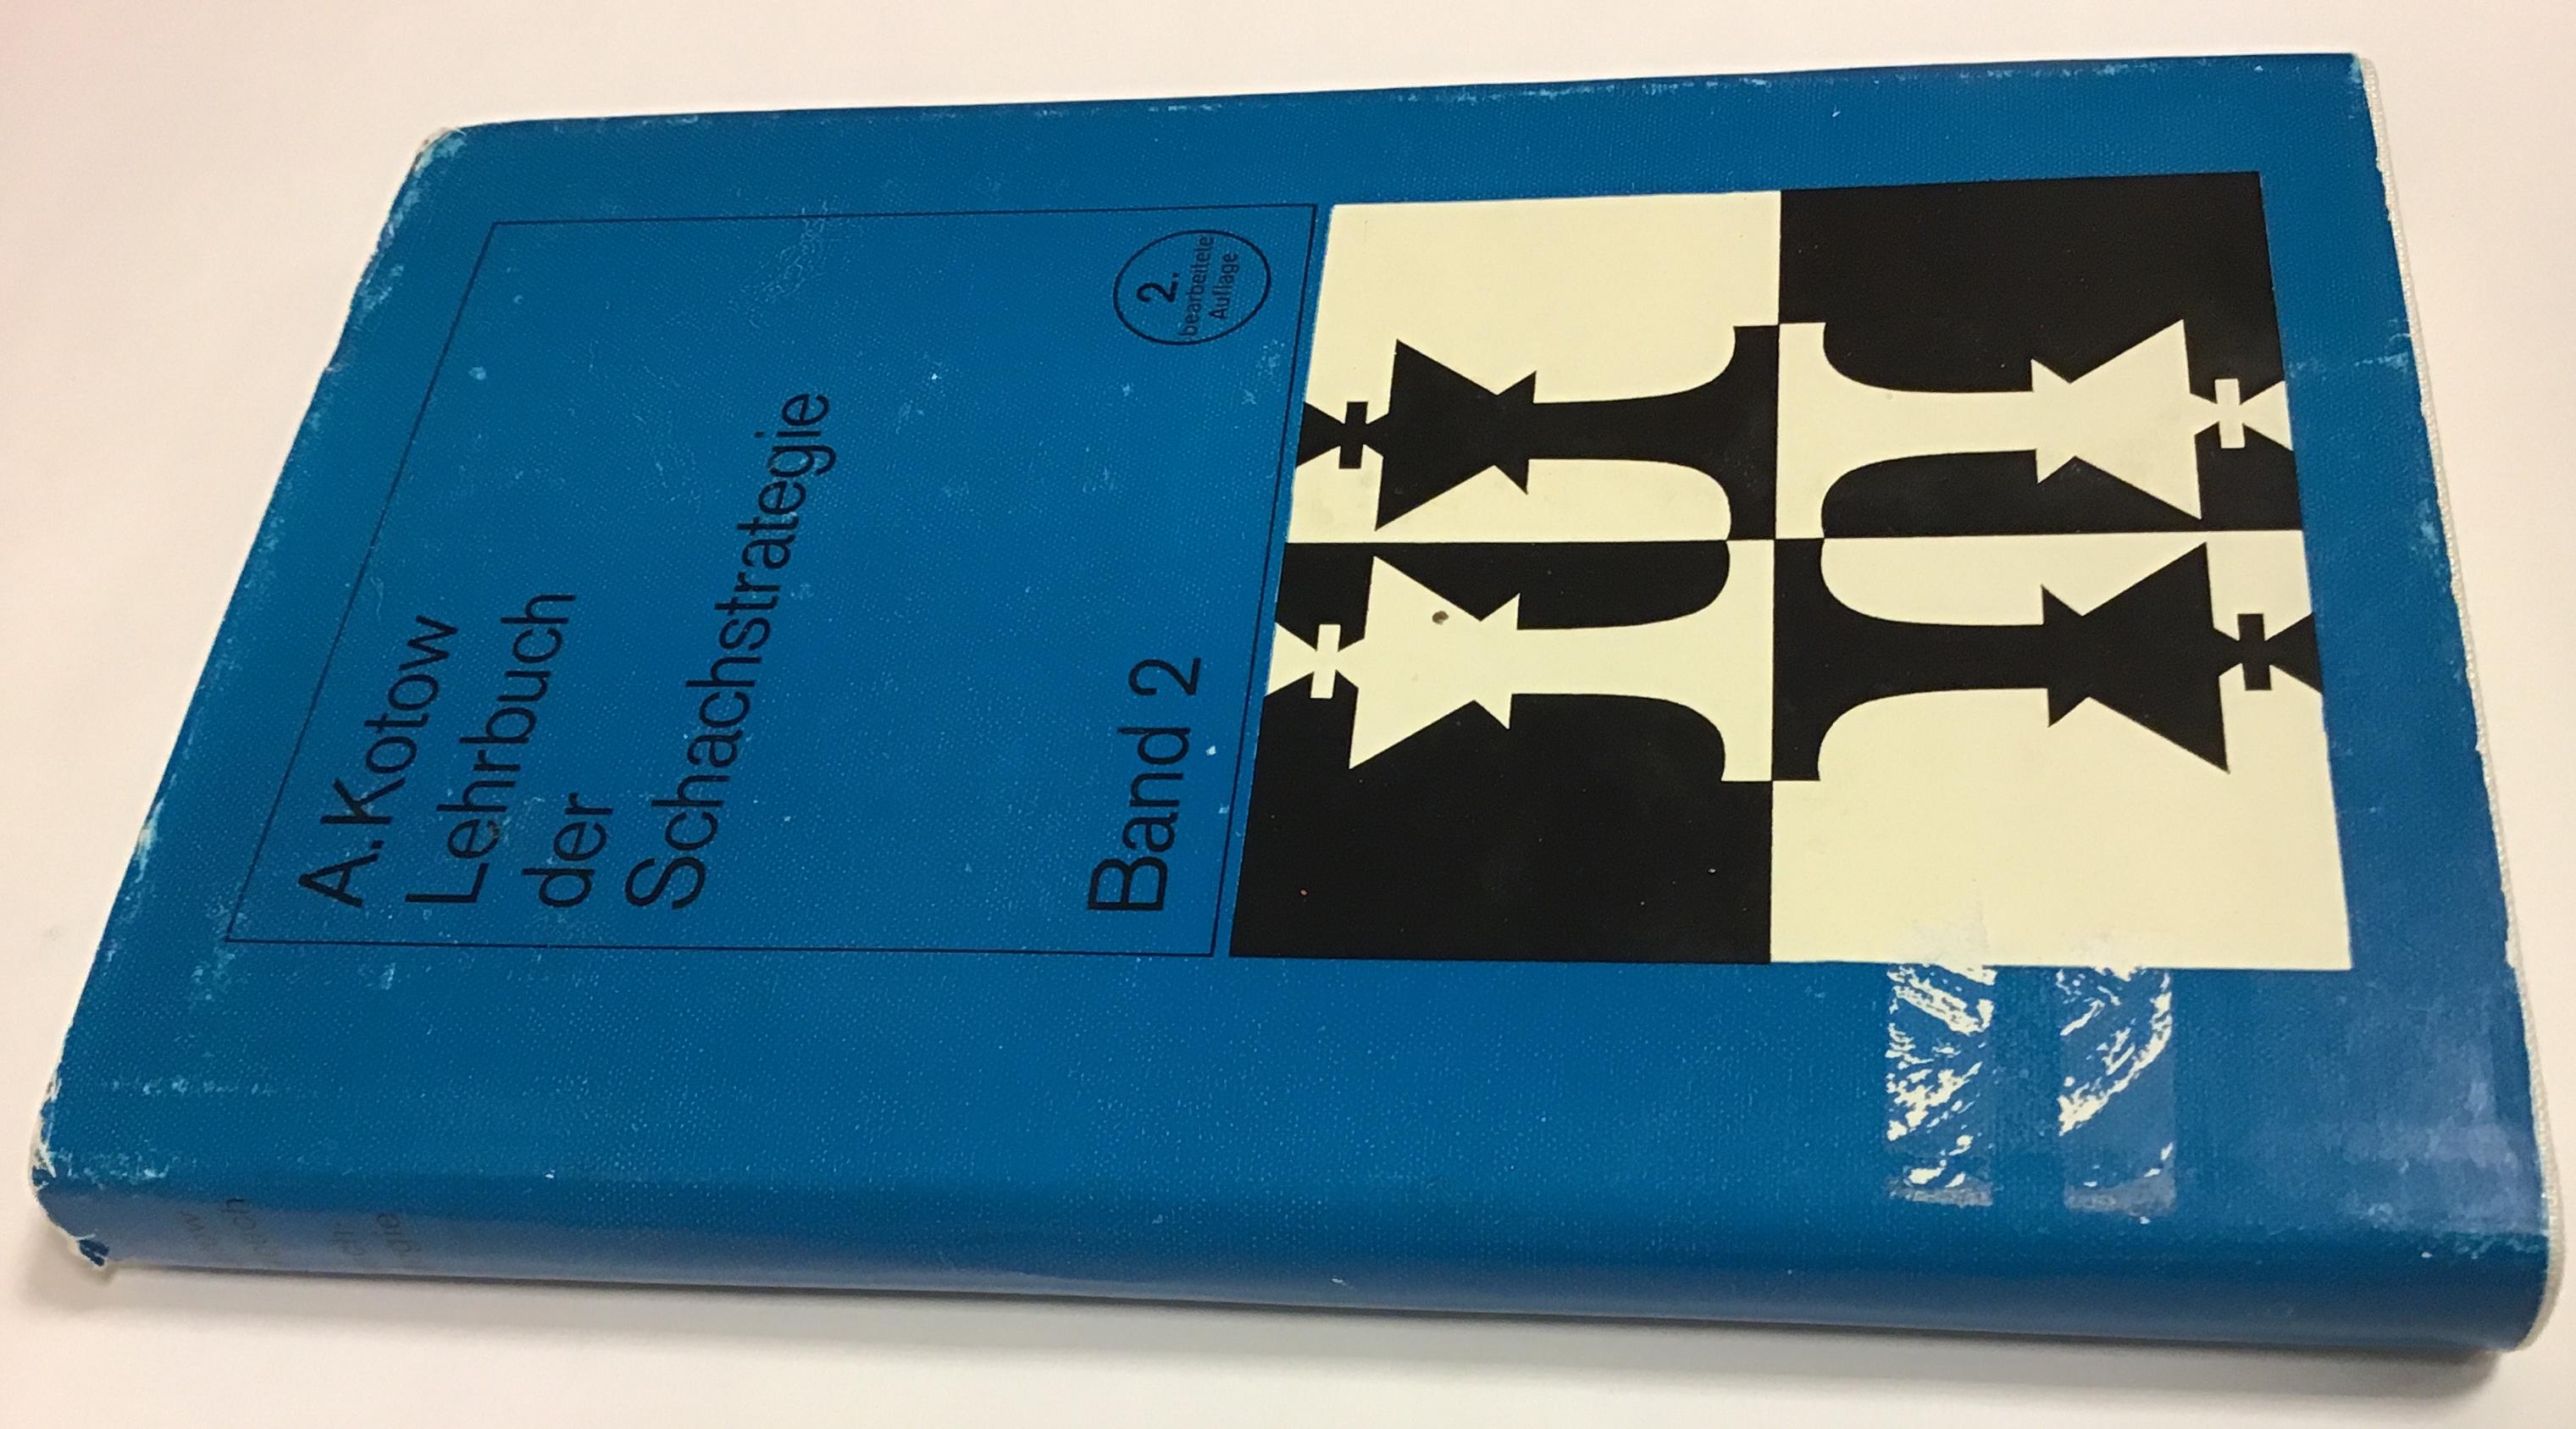 A. Kotow
Lehrbuch
der
Schachstrategie
Band 2
2.
bearbeitete
Auflage